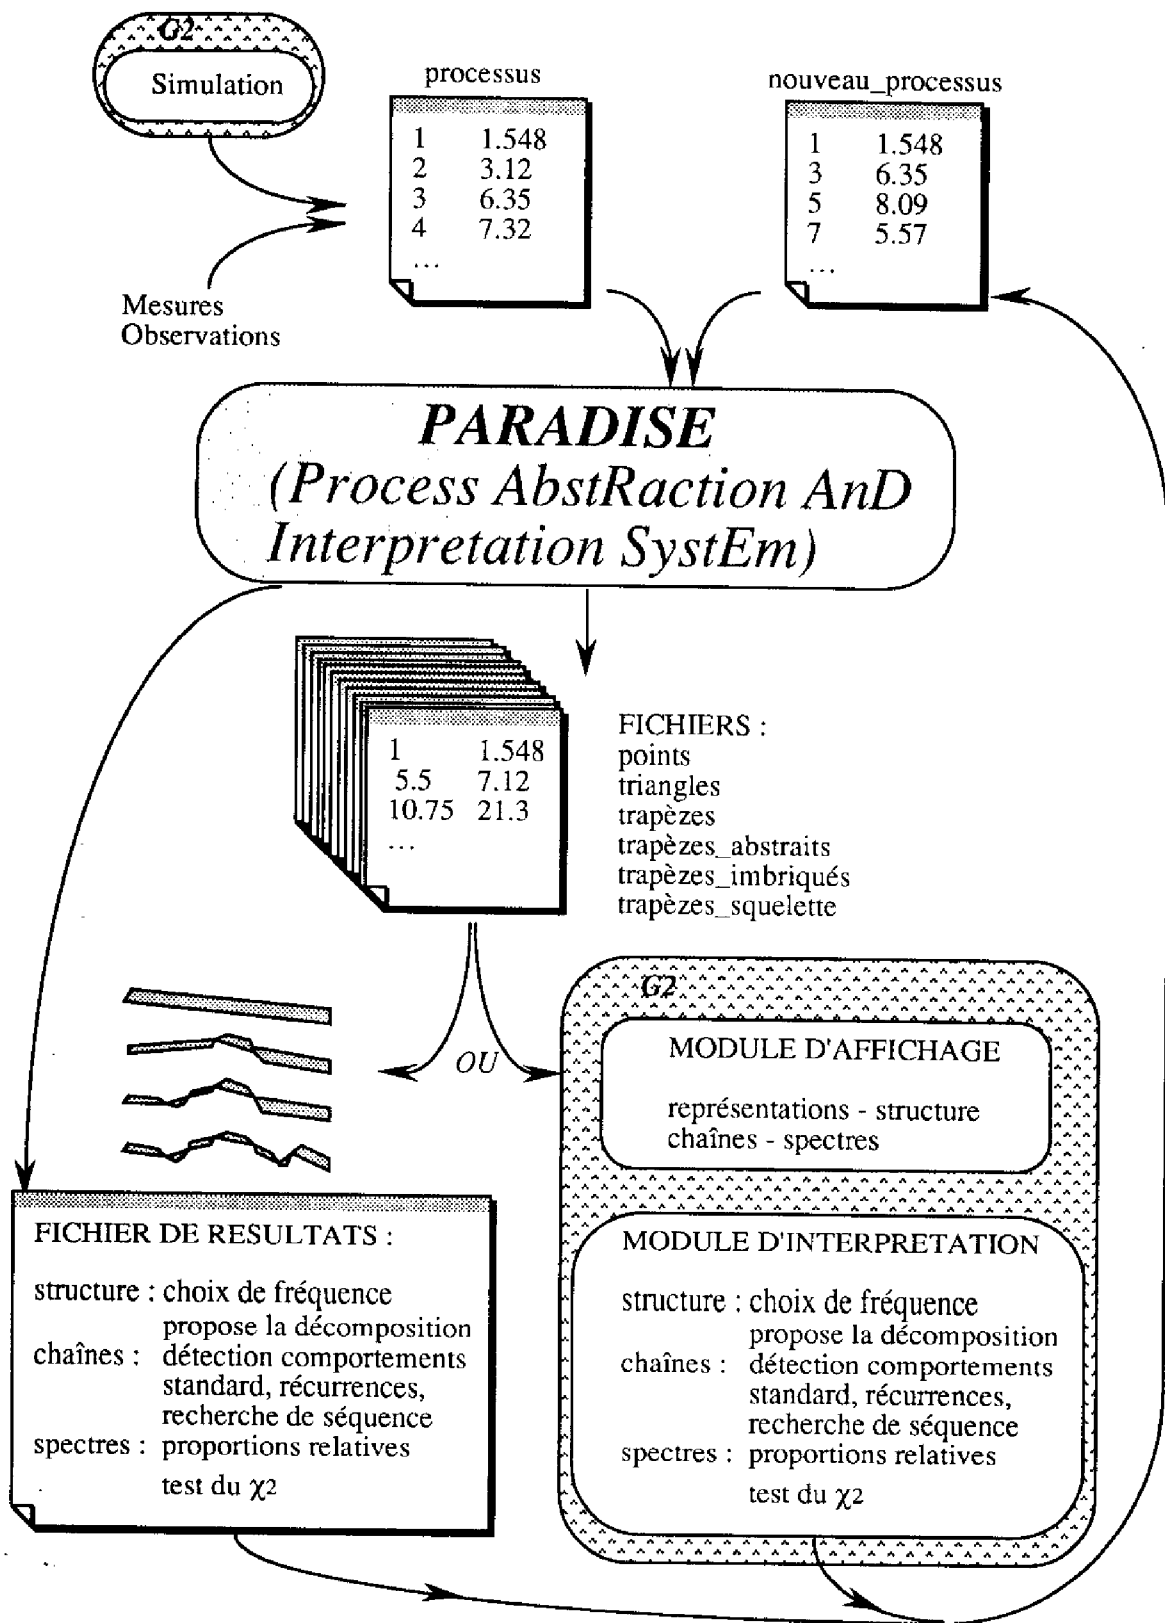 G2
Simulation
processus
1 1.548
2 3.12
3 6.35
4 7.32
...
nouveau_processus
1 1.548
3 6.35
5 8.09
7 5.57
...
Mesures
Observations
PARADISE
(Process AbstRaction AnD
Interpretation SystEm)
1 1.548
5.5 7.12
10.75 21.3
...
FICHIERS :
points
triangles
trapèzes
trapèzes_abstraits
trapèzes_imbriqués
trapèzes_squelette
OU
G2
MODULE D'AFFICHAGE
représentations - structure
chaînes - spectres
FICHIER DE RESULTATS :
structure : choix de fréquence
propose la décomposition
chaînes : détection comportements
standard, récurrences,
recherche de séquence
spectres : proportions relatives
test du χ2
MODULE D'INTERPRETATION
structure : choix de fréquence
propose la décomposition
chaînes : détection comportements
standard, récurrences,
recherche de séquence
spectres : proportions relatives
test du χ2